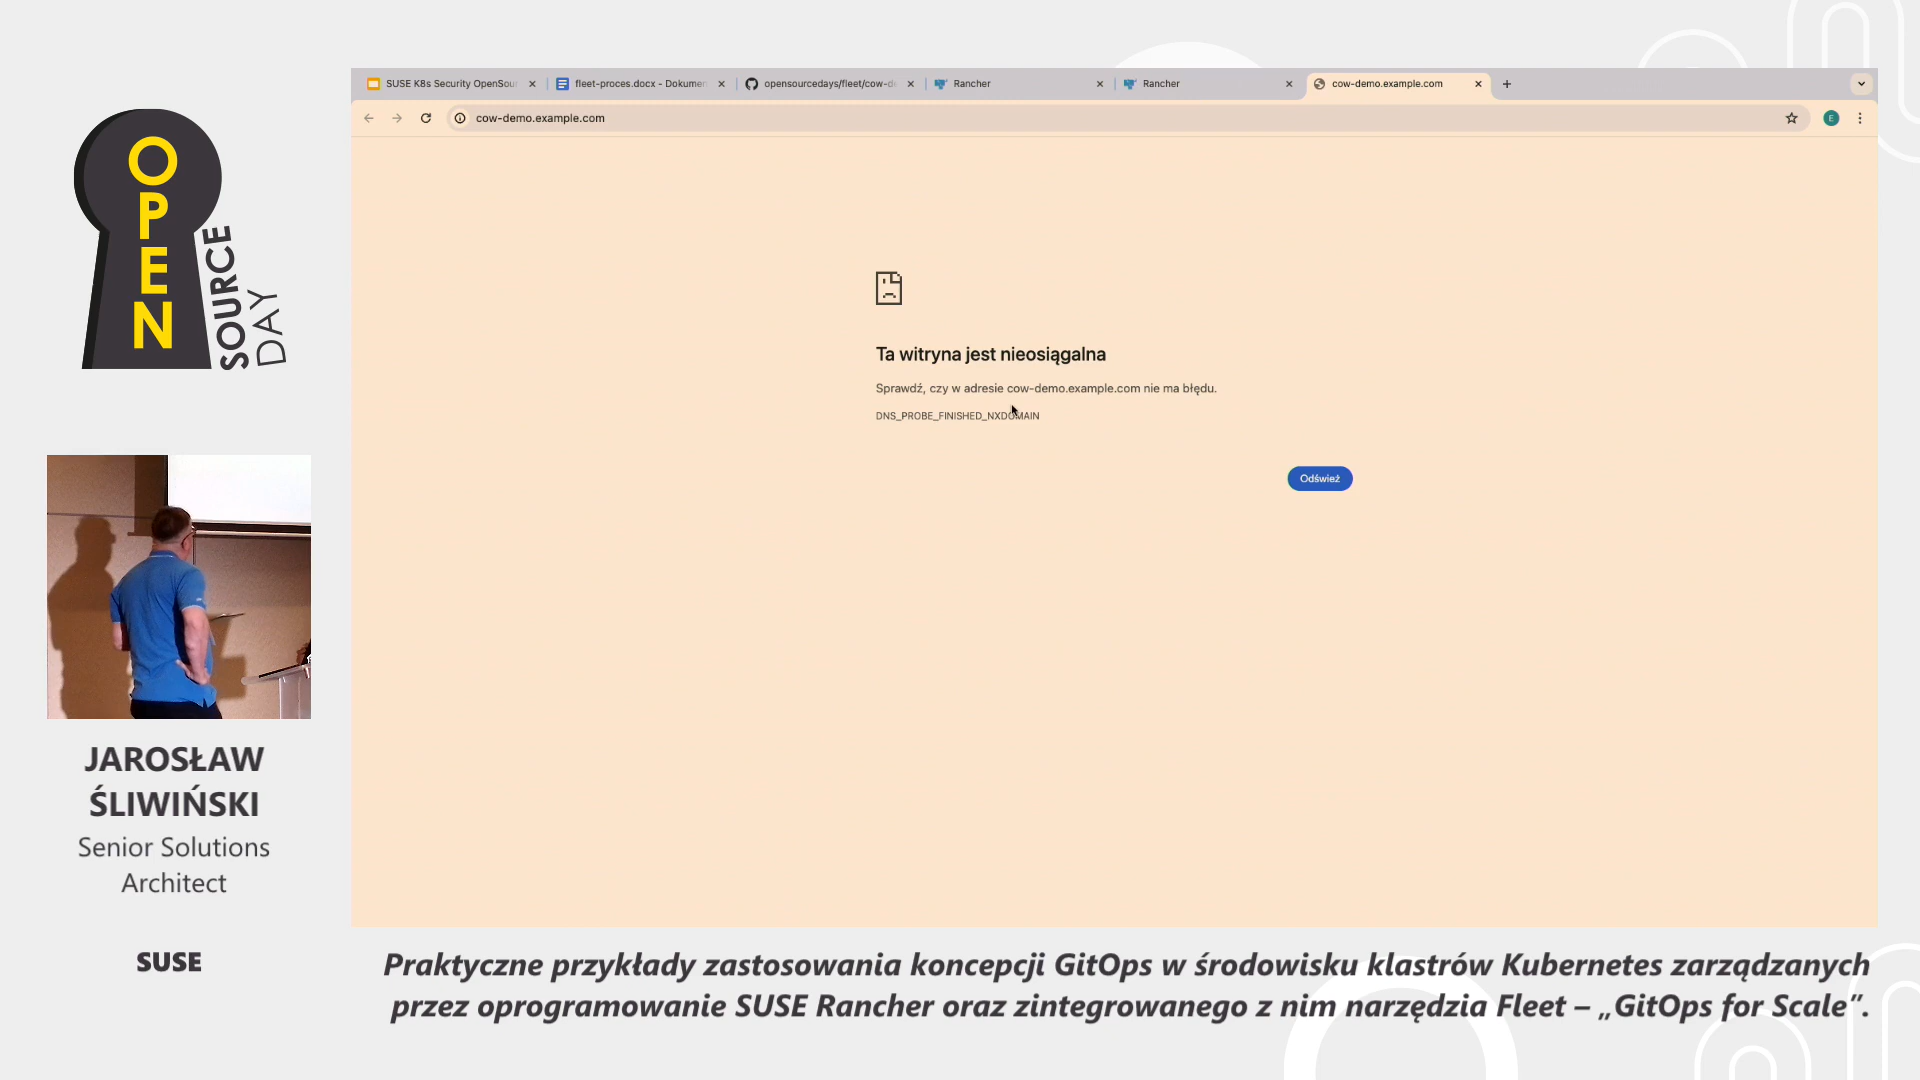 SUSE K8s Security OpenSour
fleet-proces.docx - Dokumen
opensourcedays/fleet/cow-de
Rancher
Rancher
cow-demo.example.com
cow-demo.example.com
E
OPEN
SOURCE
DAY
Ta witryna jest nieosiągalna
Sprawdź, czy w adresie cow-demo.example.com nie ma błędu.
DNS_PROBE_FINISHED_NXDOMAIN
Odśwież
JAROSŁAW
ŚLIWIŃSKI
Senior Solutions
Architect
SUSE
Praktyczne przykłady zastosowania koncepcji GitOps w środowisku klastrów Kubernetes zarządzanych
przez oprogramowanie SUSE Rancher oraz zintegrowanego z nim narzędzia Fleet – „GitOps for Scale”.